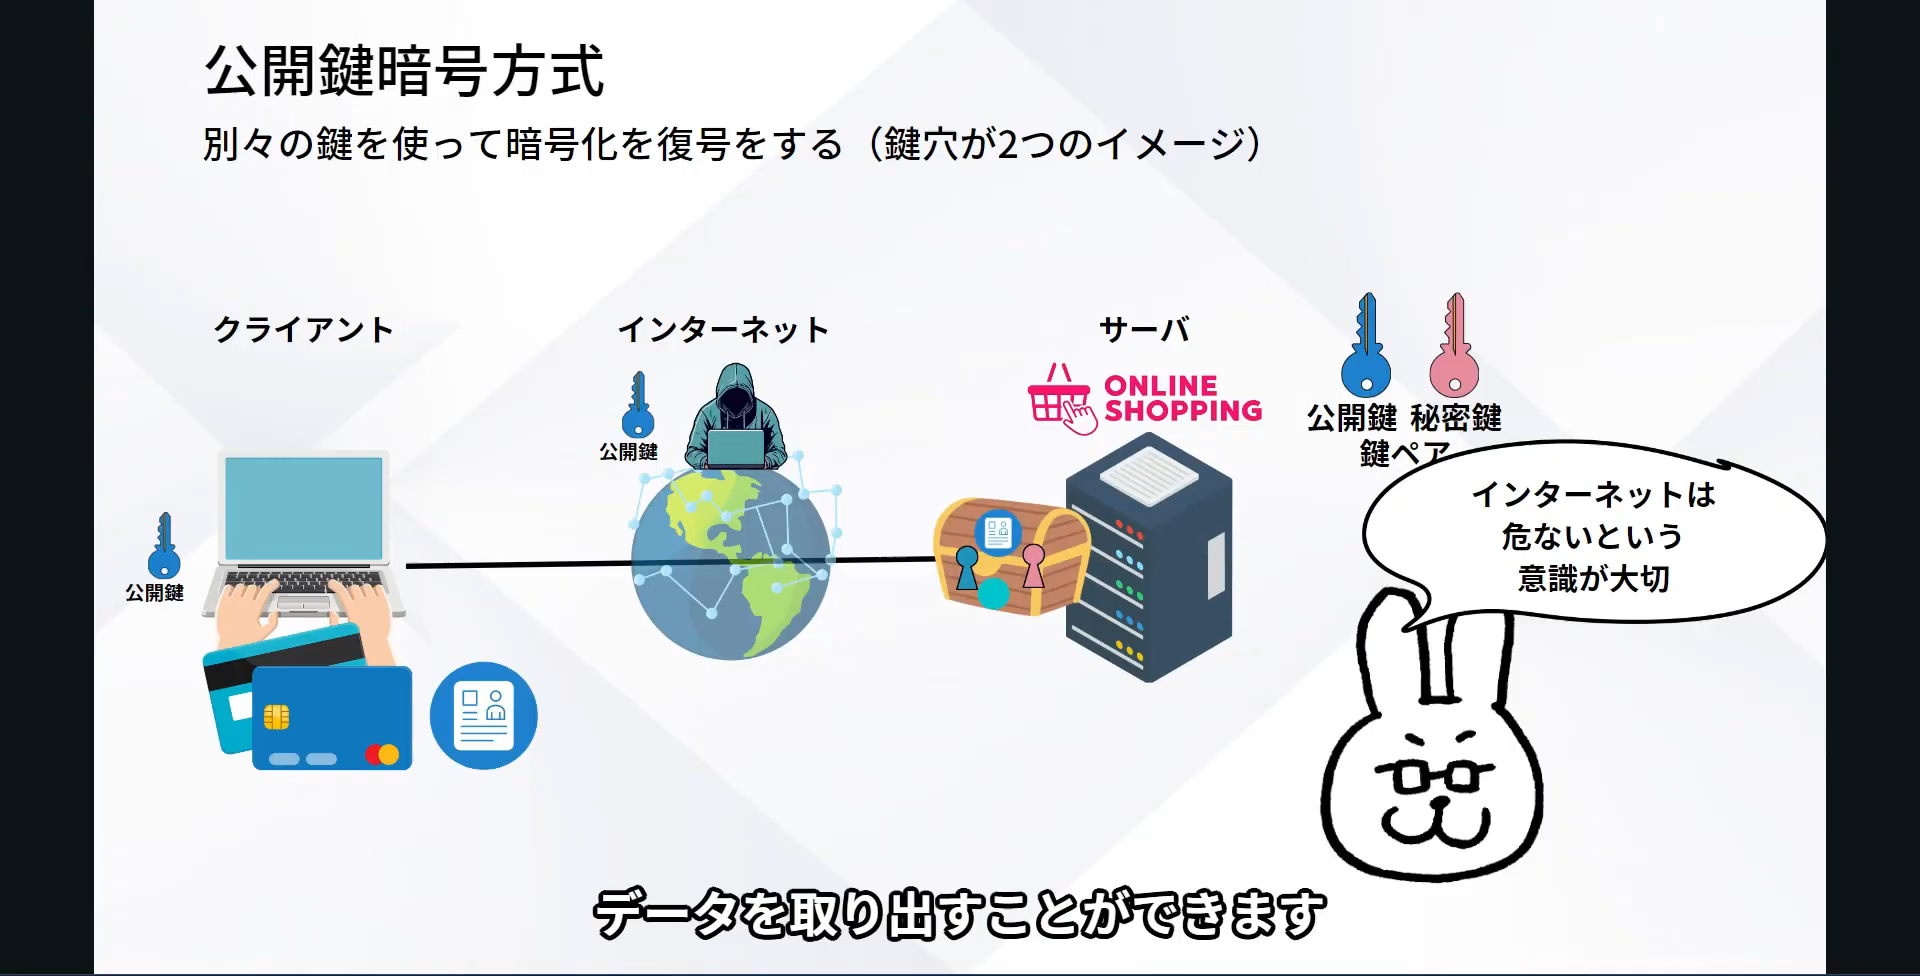 公開鍵暗号方式
別々の鍵を使って暗号化を復号をする（鍵穴が2つのイメージ）
クライアント
インターネット
サーバ
ONLINE
SHOPPING
公開鍵 秘密鍵
鍵ペア
公開鍵
公開鍵
インターネットは
危ないという
意識が大切
データを取り出すことができます